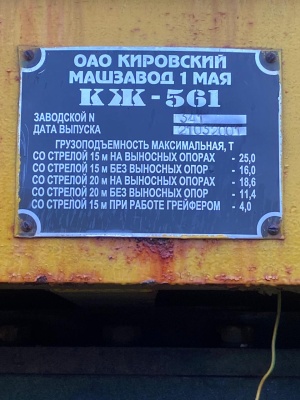 ОАО КИРОВСКИЙ
МАШЗАВОД 1 МАЯ
КЖ-561
ЗАВОДСКОЙ N 341
ДАТА ВЫПУСКА 21032001
ГРУЗОПОДЪЕМНОСТЬ МАКСИМАЛЬНАЯ, Т
СО СТРЕЛОЙ 15 м НА ВЫНОСНЫХ ОПОРАХ - 25,0
СО СТРЕЛОЙ 15 м БЕЗ ВЫНОСНЫХ ОПОР - 16,0
СО СТРЕЛОЙ 20 м НА ВЫНОСНЫХ ОПОРАХ - 18,6
СО СТРЕЛОЙ 20 м БЕЗ ВЫНОСНЫХ ОПОР - 11,4
СО СТРЕЛОЙ 15 м ПРИ РАБОТЕ ГРЕЙФЕРОМ - 4,0